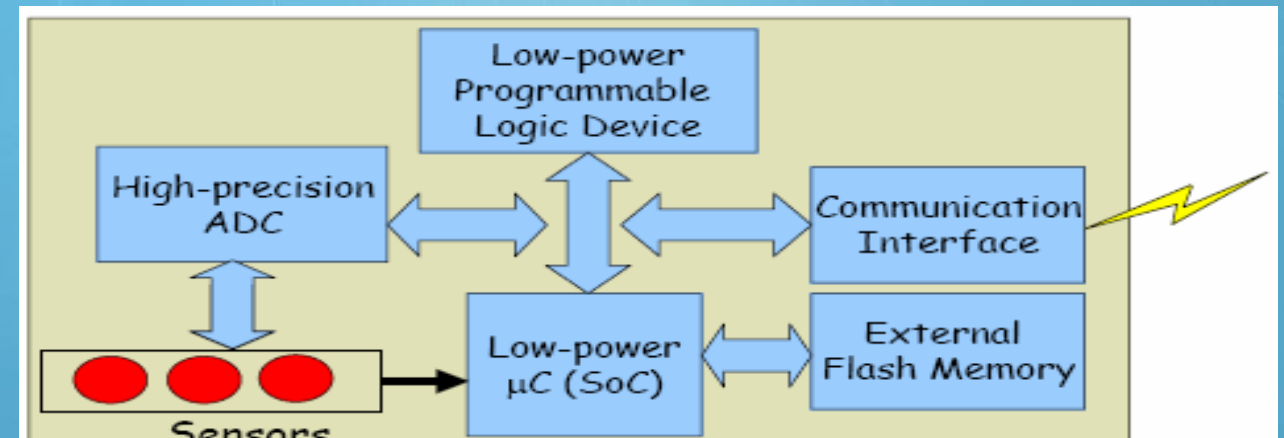 Low-power
Programmable
Logic Device
High-precision
ADC
Communication
Interface
Low-power
μC (SoC)
External
Flash Memory
Sensors